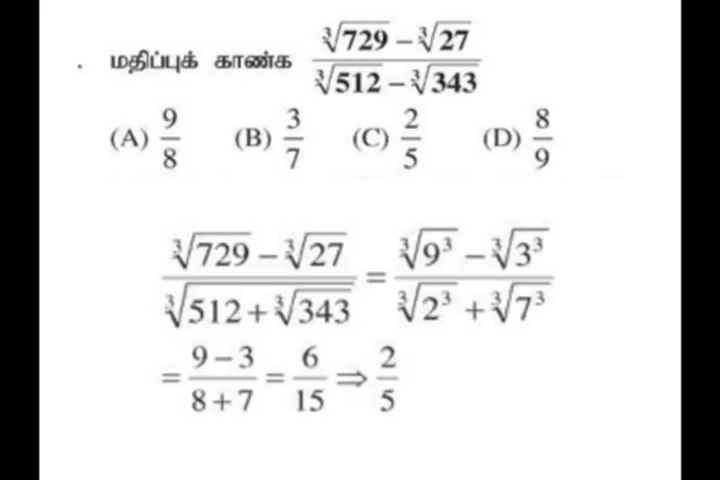 . மதிப்புக் காண்க (∛729 − ∛27)/(∛512 − ∛343)
(A) 9/8 (B) 3/7 (C) 2/5 (D) 8/9
(∛729 − ∛27)/(∛(512 + ∛343)) = (∛9³ − ∛3³)/(∛2³ + ∛7³)
= (9 − 3)/(8 + 7) = 6/15 ⇒ 2/5